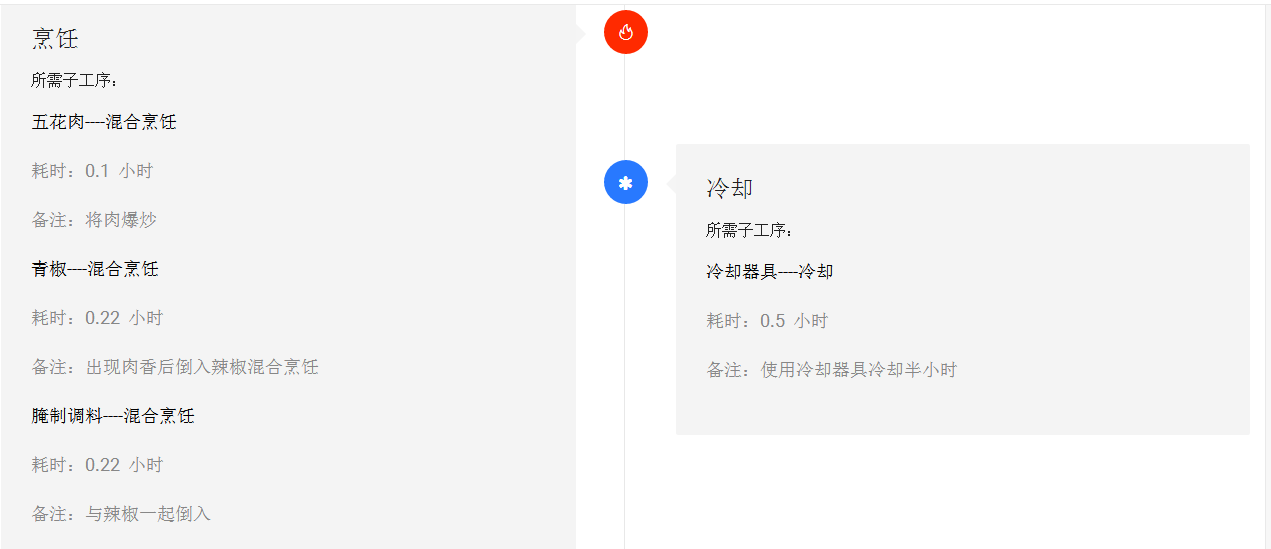 烹饪
所需子工序：
五花肉----混合烹饪
耗时：0.1 小时
备注：将肉爆炒
青椒----混合烹饪
耗时：0.22 小时
备注：出现肉香后倒入辣椒混合烹饪
腌制调料----混合烹饪
耗时：0.22 小时
备注：与辣椒一起倒入
冷却
所需子工序：
冷却器具----冷却
耗时：0.5 小时
备注：使用冷却器具冷却半小时